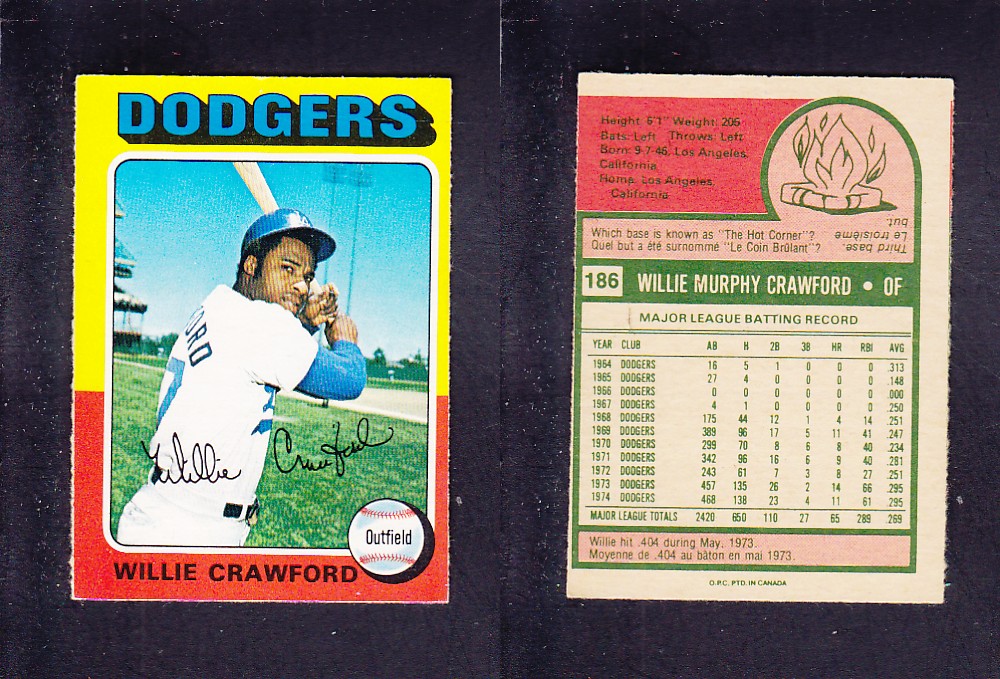 DODGERS
FORD
Willie Crawford
Outfield
WILLIE CRAWFORD
Height: 6'1" Weight: 205
Bats: Left Throws: Left
Born: 9-7-46, Los Angeles,
California
Home: Los Angeles,
California
Which base is known as "The Hot Corner"?
Quel but a été surnommé "Le Coin Brûlant"?
Third base.
Le troisième
but.
186 WILLIE MURPHY CRAWFORD • OF
MAJOR LEAGUE BATTING RECORD
YEAR CLUB AB H 2B 3B HR RBI AVG
1964 DODGERS 16 5 1 0 0 0 .313
1965 DODGERS 27 4 0 0 0 0 .148
1966 DODGERS 0 0 0 0 0 0 .000
1967 DODGERS 4 1 0 0 0 0 .250
1968 DODGERS 175 44 12 1 4 14 .251
1969 DODGERS 389 96 17 5 11 41 .247
1970 DODGERS 299 70 8 6 8 40 .234
1971 DODGERS 342 96 16 6 9 40 .281
1972 DODGERS 243 61 7 3 8 27 .251
1973 DODGERS 457 135 26 2 14 66 .295
1974 DODGERS 468 138 23 4 11 61 .295
MAJOR LEAGUE TOTALS 2420 650 110 27 65 289 .269
Willie hit .404 during May, 1973.
Moyenne de .404 au bâton en mai 1973.
O.P.C. PTD. IN CANADA